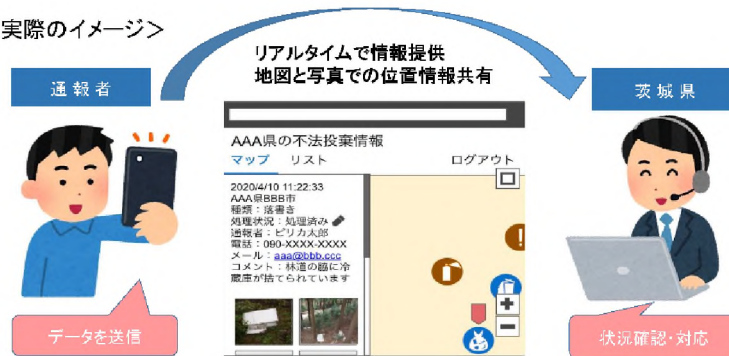 実際のイメージ＞
リアルタイムで情報提供
地図と写真での位置情報共有
通報者
茨城県
AAA県の不法投棄情報
マップ リスト ログアウト
2020/4/10 11:22:33
AAA県BBB市
種類：落書き
処理状況：処理済み
通報者：ピリカ太郎
電話：090-XXXX-XXXX
メール：aaa@bbb.ccc
コメント：林道の脇に冷
蔵庫が捨てられています
データを送信
状況確認・対応